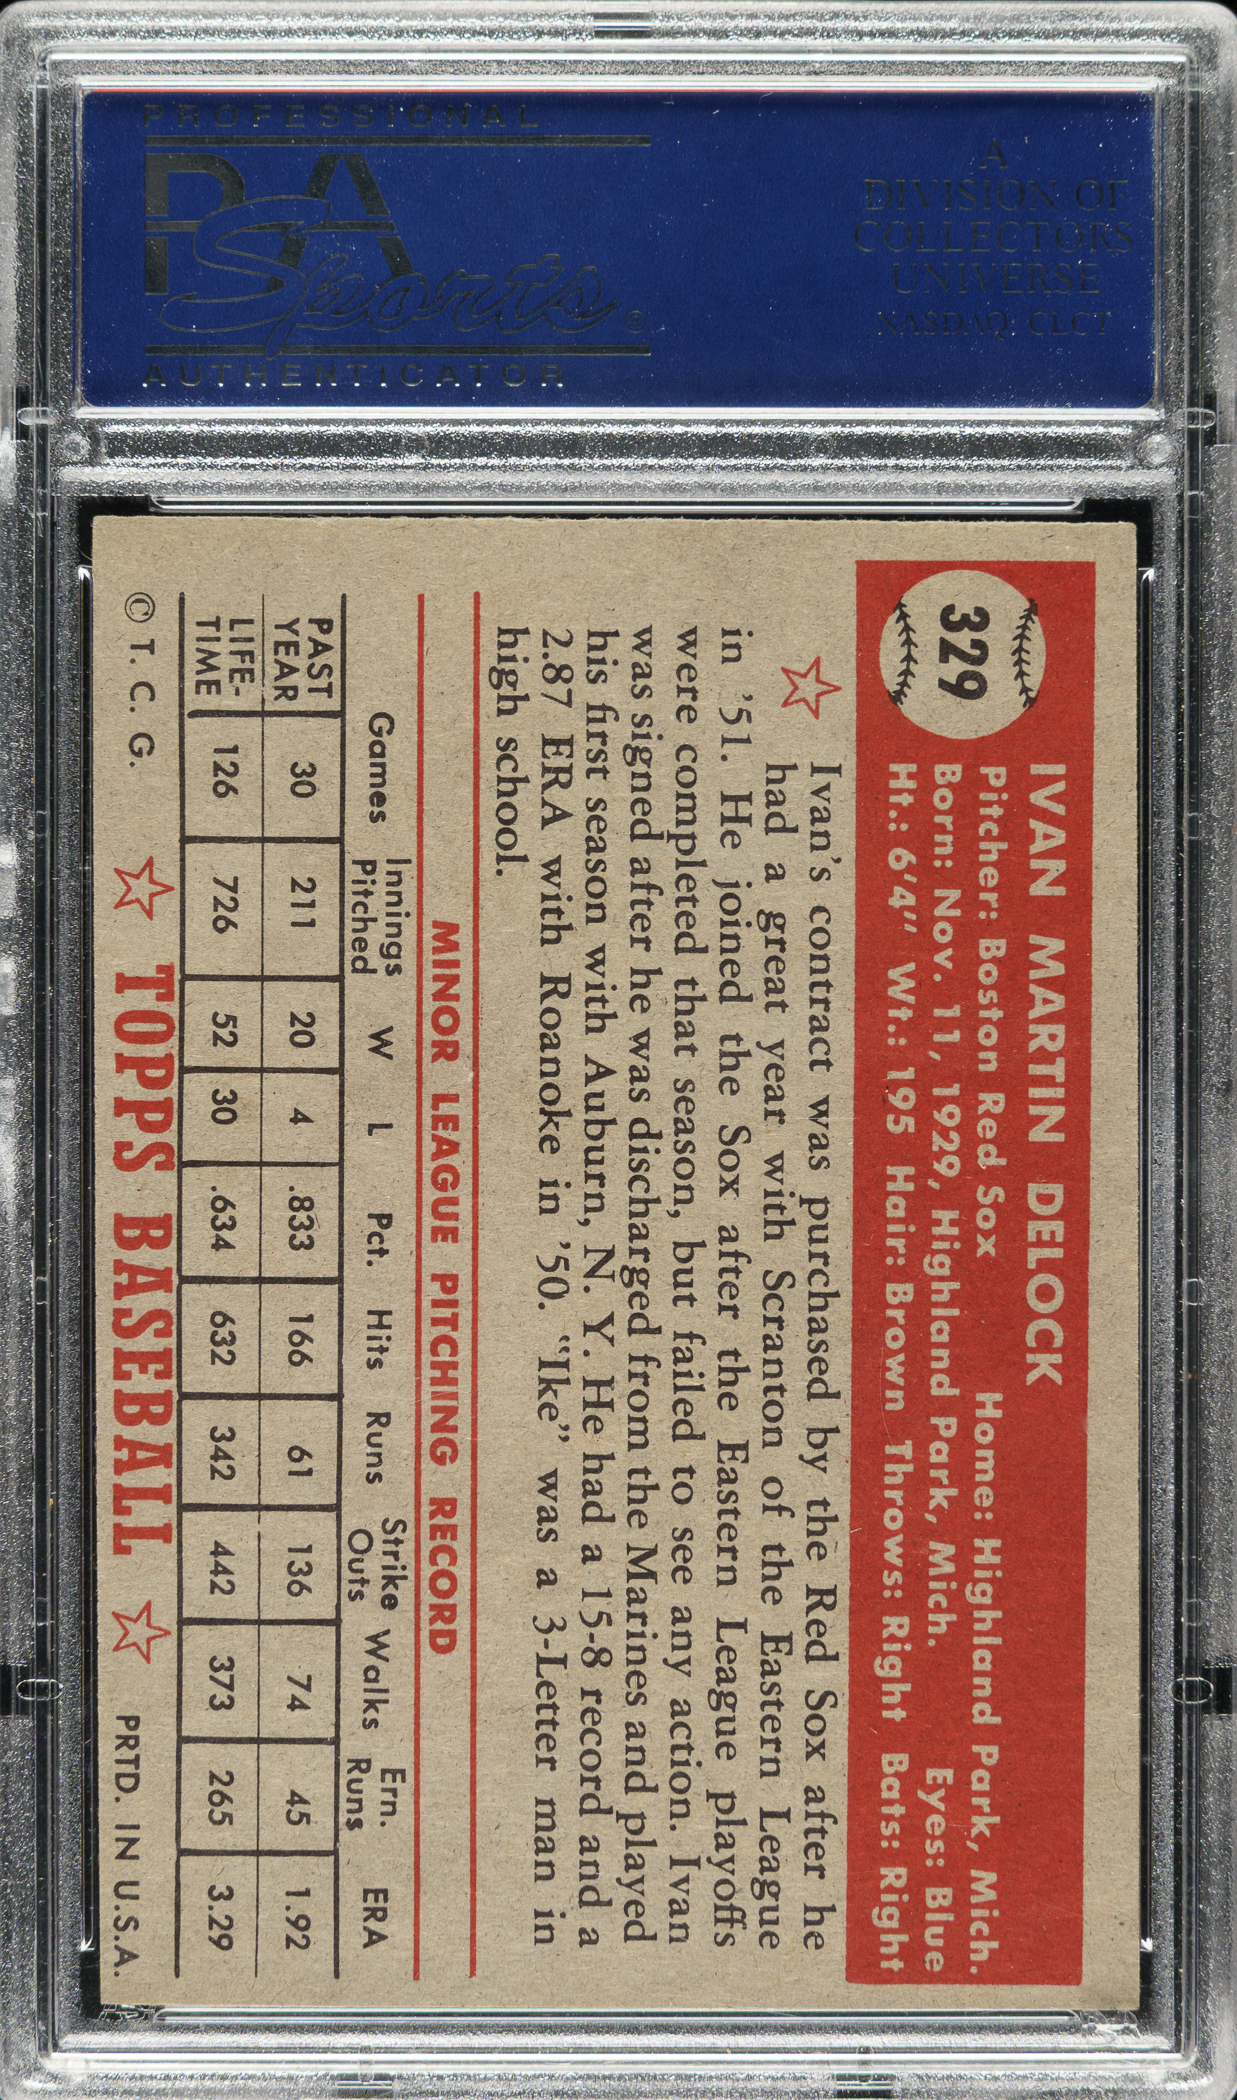 PROFESSIONAL
PSA
Sports ®
AUTHENTICATOR
A
DIVISION OF
COLLECTORS
UNIVERSE
NASDAQ: CLCT
329
IVAN MARTIN DELOCK
Pitcher: Boston Red Sox Home: Highland Park, Mich.
Born: Nov. 11, 1929, Highland Park, Mich. Eyes: Blue
Ht.: 6'4" Wt.: 195 Hair: Brown Throws: Right Bats: Right
Ivan's contract was purchased by the Red Sox after he
had a great year with Scranton of the Eastern League
in '51. He joined the Sox after the Eastern League playoffs
were completed that season, but failed to see any action. Ivan
was signed after he was discharged from the Marines and played
his first season with Auburn, N. Y. He had a 15-8 record and a
2.87 ERA with Roanoke in '50. "Ike" was a 3-Letter man in
high school.
MINOR LEAGUE PITCHING RECORD
Games Innings Pitched W L Pct. Hits Runs Strike Outs Walks Ern. Runs ERA
PAST YEAR 30 211 20 4 .833 166 61 136 74 45 1.92
LIFE-TIME 126 726 52 30 .634 632 342 442 373 265 3.29
© T. C. G. TOPPS BASEBALL PRTD. IN U.S.A.